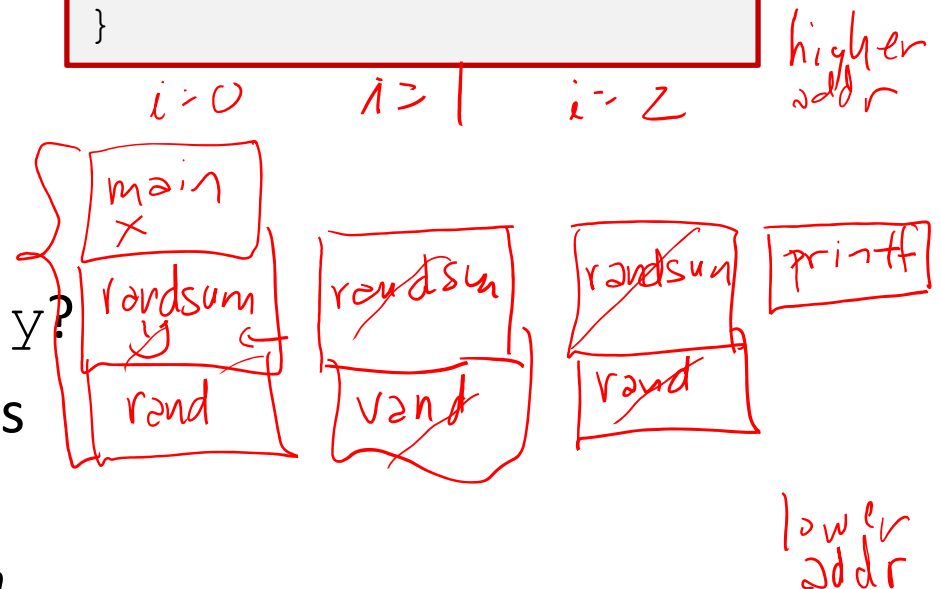 }
i=0 i=1 i=2
higher
addr
main
x
randsum randsum randsum printf
y? y
rand rand rand
s
lower
addr